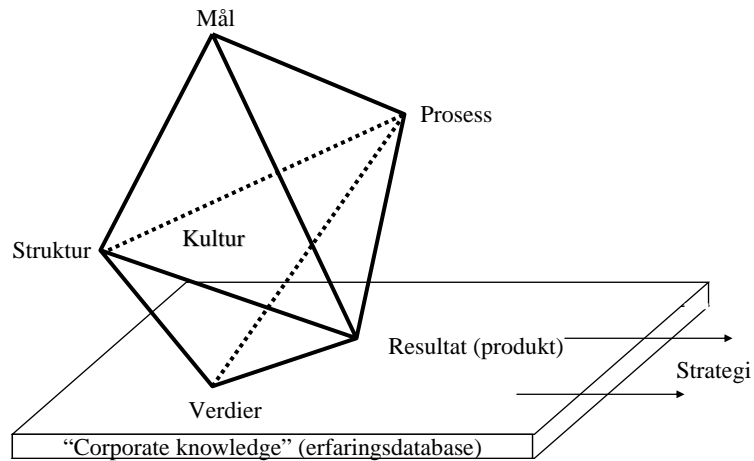 Mål
Prosess
Struktur
Kultur
Resultat (produkt)
Strategi
Verdier
“Corporate knowledge” (erfaringsdatabase)